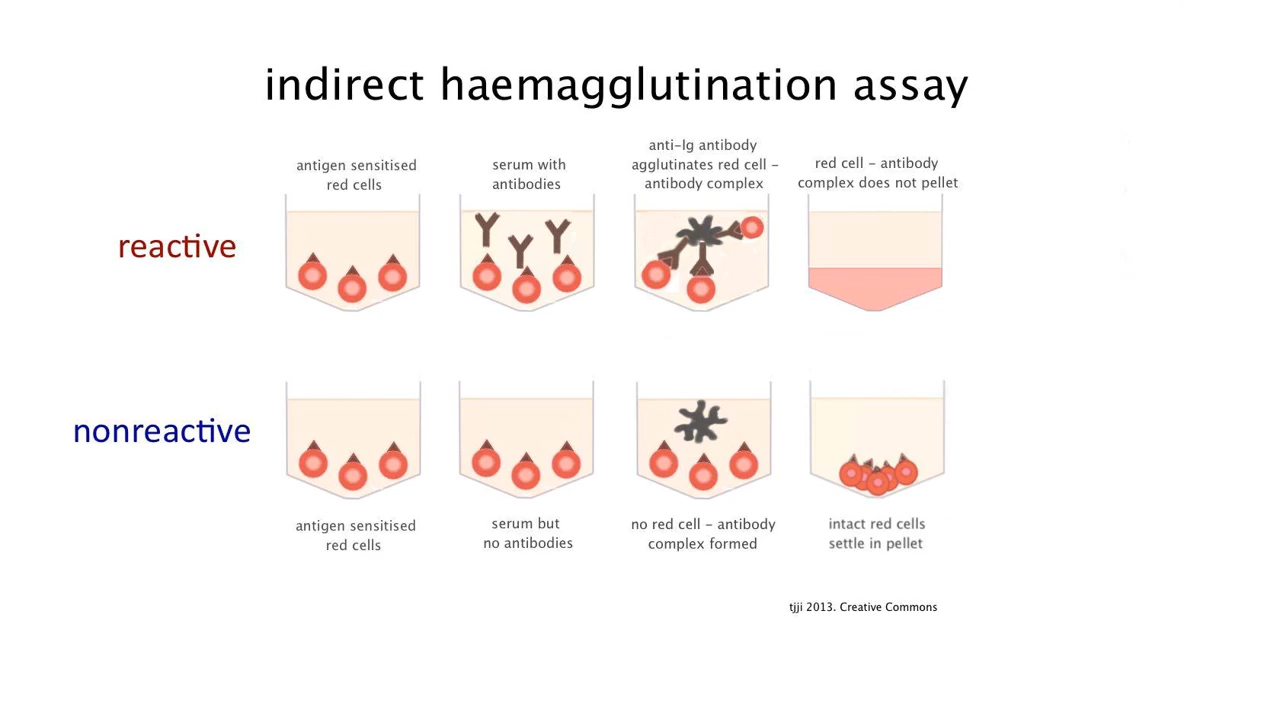 indirect haemagglutination assay
antigen sensitised
red cells
serum with
antibodies
anti-Ig antibody
agglutinates red cell -
antibody complex
red cell - antibody
complex does not pellet
reactive
nonreactive
antigen sensitised
red cells
serum but
no antibodies
no red cell - antibody
complex formed
intact red cells
settle in pellet
tjji 2013. Creative Commons